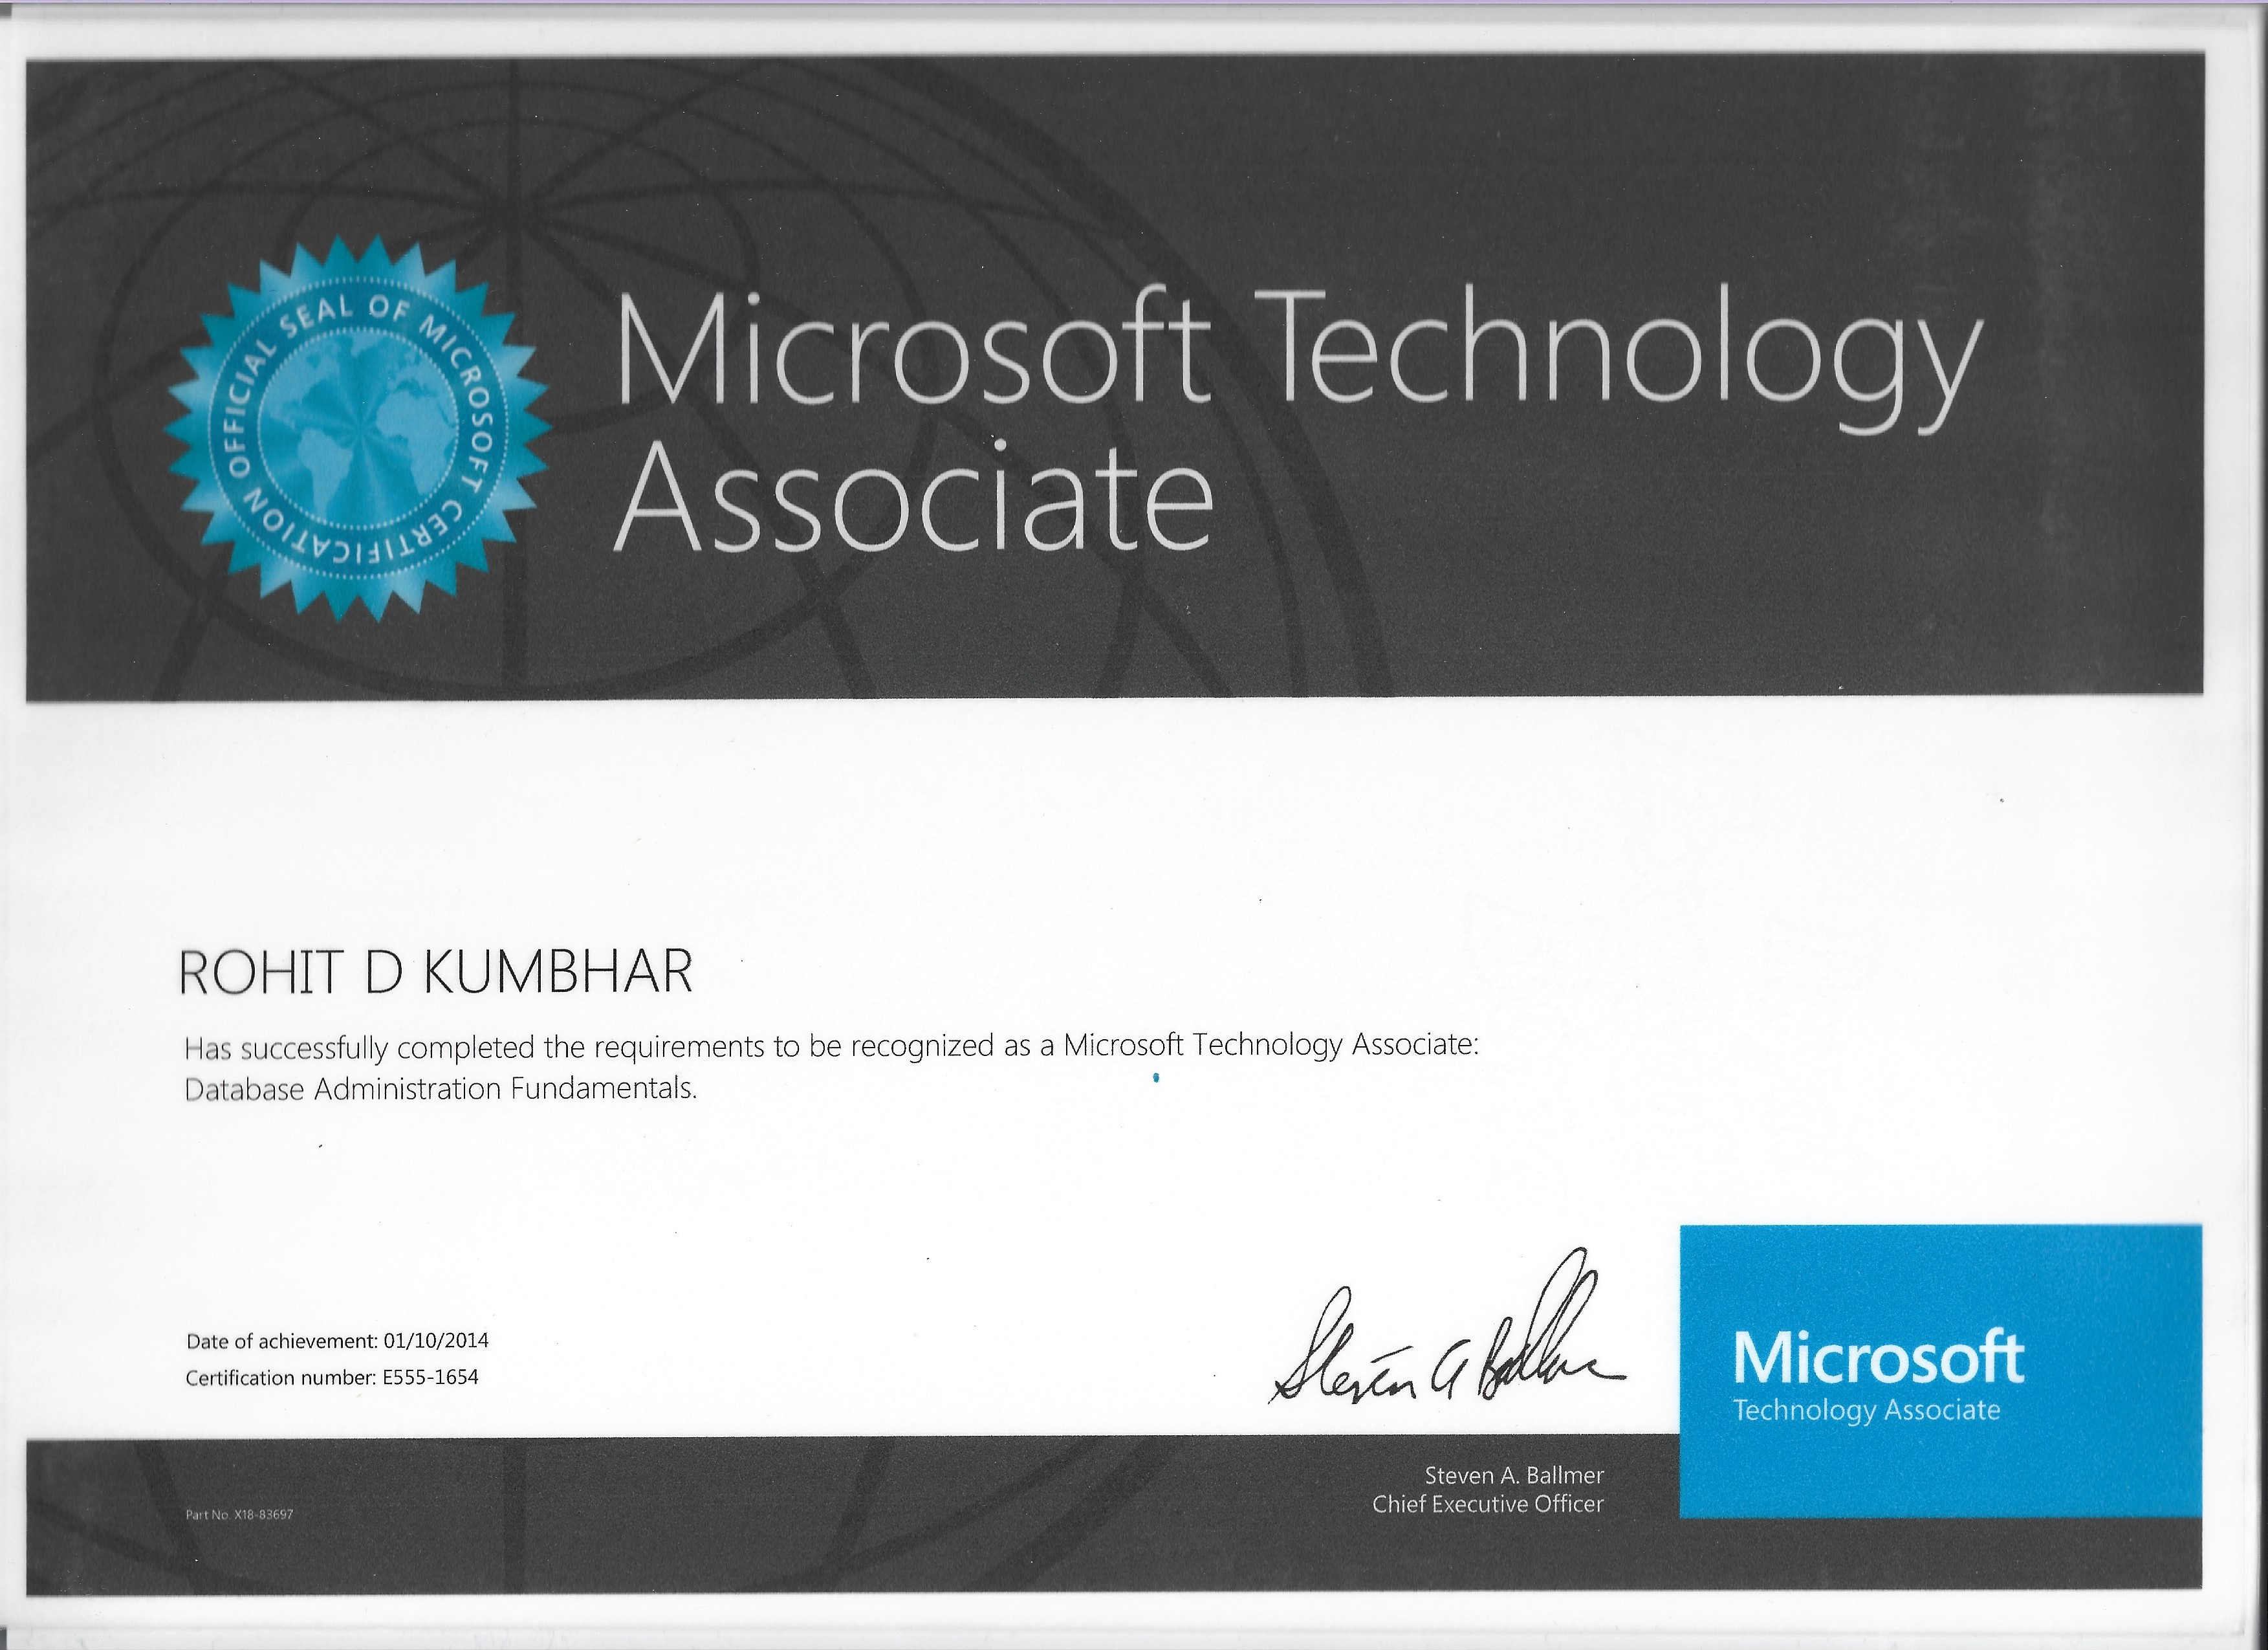 OFFICIAL SEAL OF MICROSOFT CERTIFICATION
Microsoft Technology
Associate
ROHIT D KUMBHAR
Has successfully completed the requirements to be recognized as a Microsoft Technology Associate:
Database Administration Fundamentals.
Date of achievement: 01/10/2014
Certification number: E555-1654
Steven A Ballmer
Microsoft
Technology Associate
Steven A. Ballmer
Chief Executive Officer
Part No. X18-83697